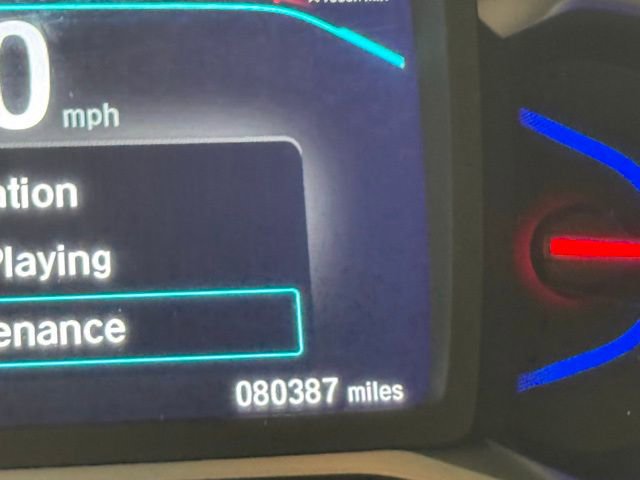 0 mph
ation
Playing
enance
080387 miles